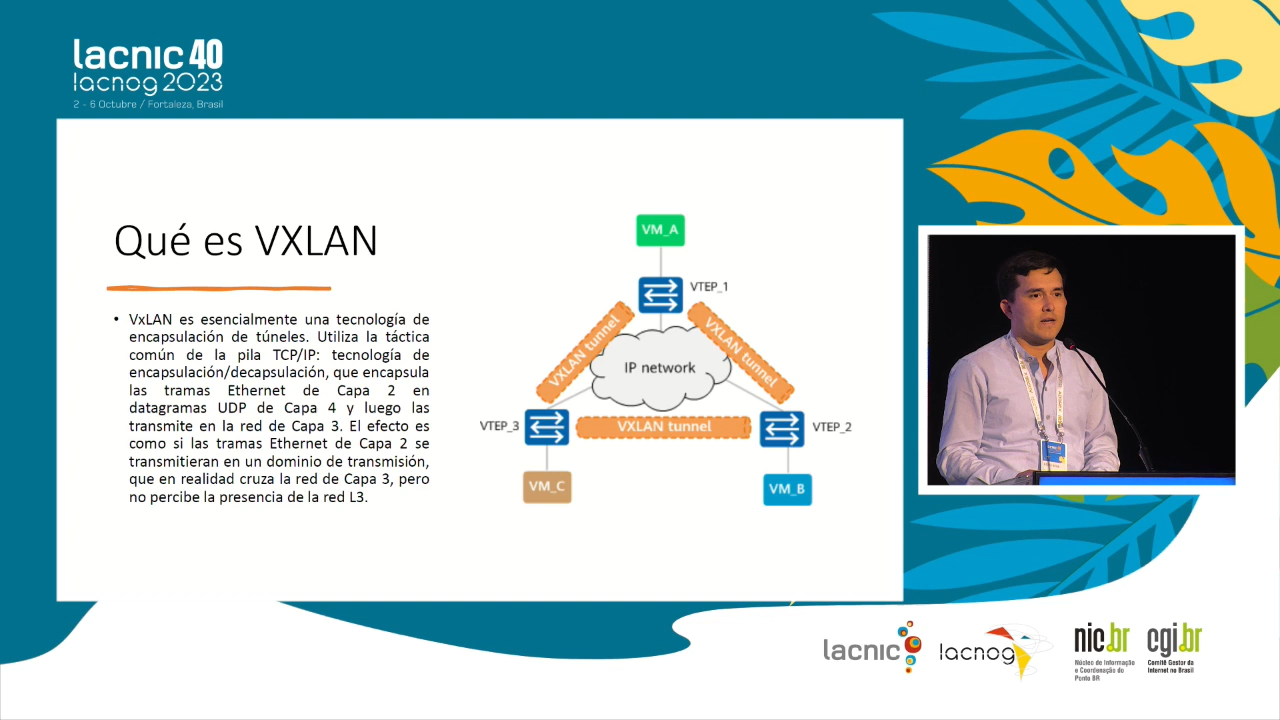 lacnic 40
lacnog 2023
2 - 6 Octubre / Fortaleza, Brasil
Qué es VXLAN
• VxLAN es esencialmente una tecnología de
encapsulación de túneles. Utiliza la táctica
común de la pila TCP/IP: tecnología de
encapsulación/decapsulación, que encapsula
las tramas Ethernet de Capa 2 en
datagramas UDP de Capa 4 y luego las
transmite en la red de Capa 3. El efecto es
como si las tramas Ethernet de Capa 2 se
transmitieran en un dominio de transmisión,
que en realidad cruza la red de Capa 3, pero
no percibe la presencia de la red L3.
VM_A
VTEP_1
VXLAN tunnel
VXLAN tunnel
IP network
VTEP_3
VXLAN tunnel
VTEP_2
VM_C
VM_B
lacnic
lacnog
nic.br
Núcleo de Informação
e Coordenação do
Ponto BR
cgi.br
Comitê Gestor da
Internet no Brasil